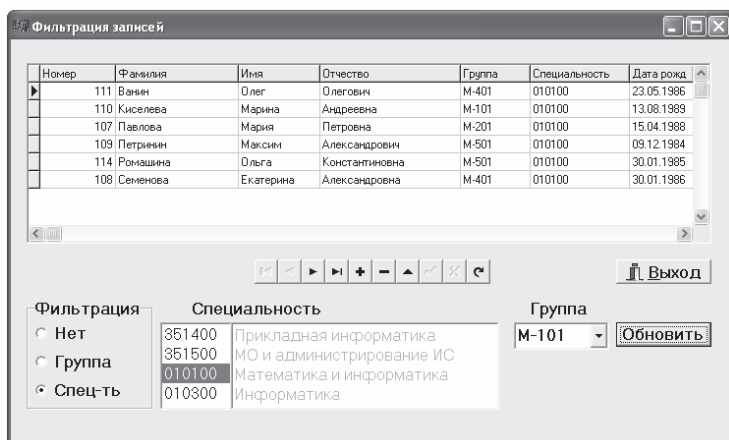 Фильтрация записей
Номер Фамилия Имя Отчество Группа Специальность Дата рожд
111 Ванин Олег Олегович М-401 010100 23.05.1986
110 Киселева Марина Андреевна М-101 010100 13.08.1989
107 Павлова Мария Петровна М-201 010100 15.04.1988
109 Петринин Максим Александрович М-501 010100 09.12.1984
114 Ромашина Ольга Константиновна М-501 010100 30.01.1985
108 Семенова Екатерина Александровна М-401 010100 30.01.1986
Выход
Фильтрация Специальность Группа
Нет 351400 Прикладная информатика М-101 Обновить
Группа 351500 МО и администрирование ИС
010100 Математика и информатика
Спец-ть 010300 Информатика